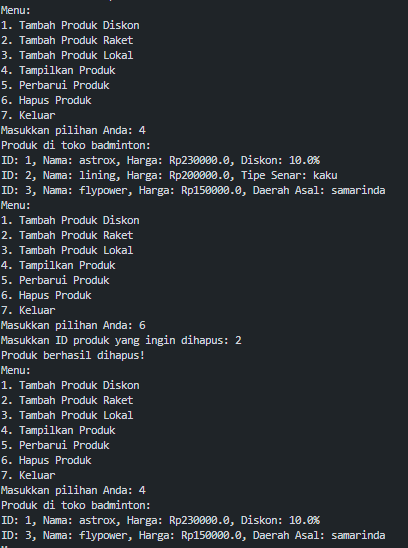 Menu:
1. Tambah Produk Diskon
2. Tambah Produk Raket
3. Tambah Produk Lokal
4. Tampilkan Produk
5. Perbarui Produk
6. Hapus Produk
7. Keluar
Masukkan pilihan Anda: 4
Produk di toko badminton:
ID: 1, Nama: astrox, Harga: Rp230000.0, Diskon: 10.0%
ID: 2, Nama: lining, Harga: Rp200000.0, Tipe Senar: kaku
ID: 3, Nama: flypower, Harga: Rp150000.0, Daerah Asal: samarinda
Menu:
1. Tambah Produk Diskon
2. Tambah Produk Raket
3. Tambah Produk Lokal
4. Tampilkan Produk
5. Perbarui Produk
6. Hapus Produk
7. Keluar
Masukkan pilihan Anda: 6
Masukkan ID produk yang ingin dihapus: 2
Produk berhasil dihapus!
Menu:
1. Tambah Produk Diskon
2. Tambah Produk Raket
3. Tambah Produk Lokal
4. Tampilkan Produk
5. Perbarui Produk
6. Hapus Produk
7. Keluar
Masukkan pilihan Anda: 4
Produk di toko badminton:
ID: 1, Nama: astrox, Harga: Rp230000.0, Diskon: 10.0%
ID: 3, Nama: flypower, Harga: Rp150000.0, Daerah Asal: samarinda